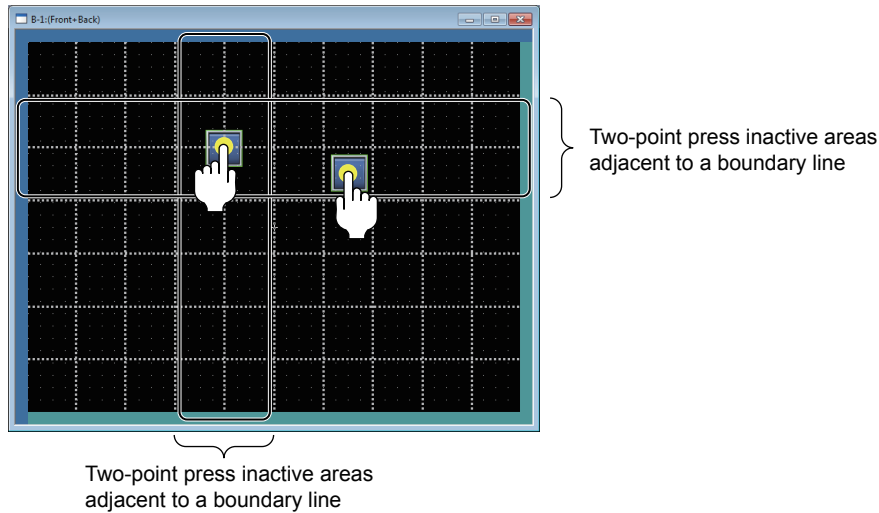 B-1:(Front+Back)
Two-point press inactive areas
adjacent to a boundary line
Two-point press inactive areas
adjacent to a boundary line